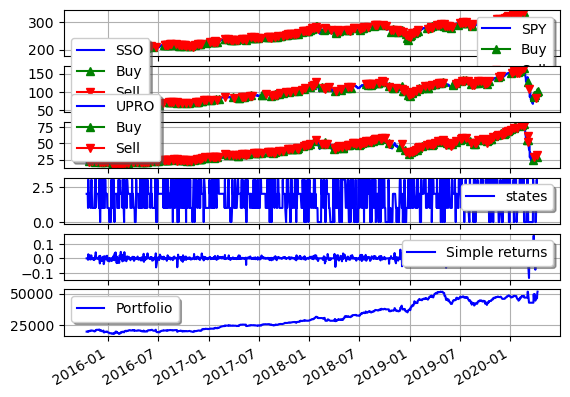 300
200
SPY
Buy
SSO
Buy
Sell
150
100
50
UPRO
Buy
Sell
75
50
25
2.5
0.0
states
0.1
0.0
−0.1
Simple returns
50000
25000
Portfolio
2016-01
2016-07
2017-01
2017-07
2018-01
2018-07
2019-01
2019-07
2020-01